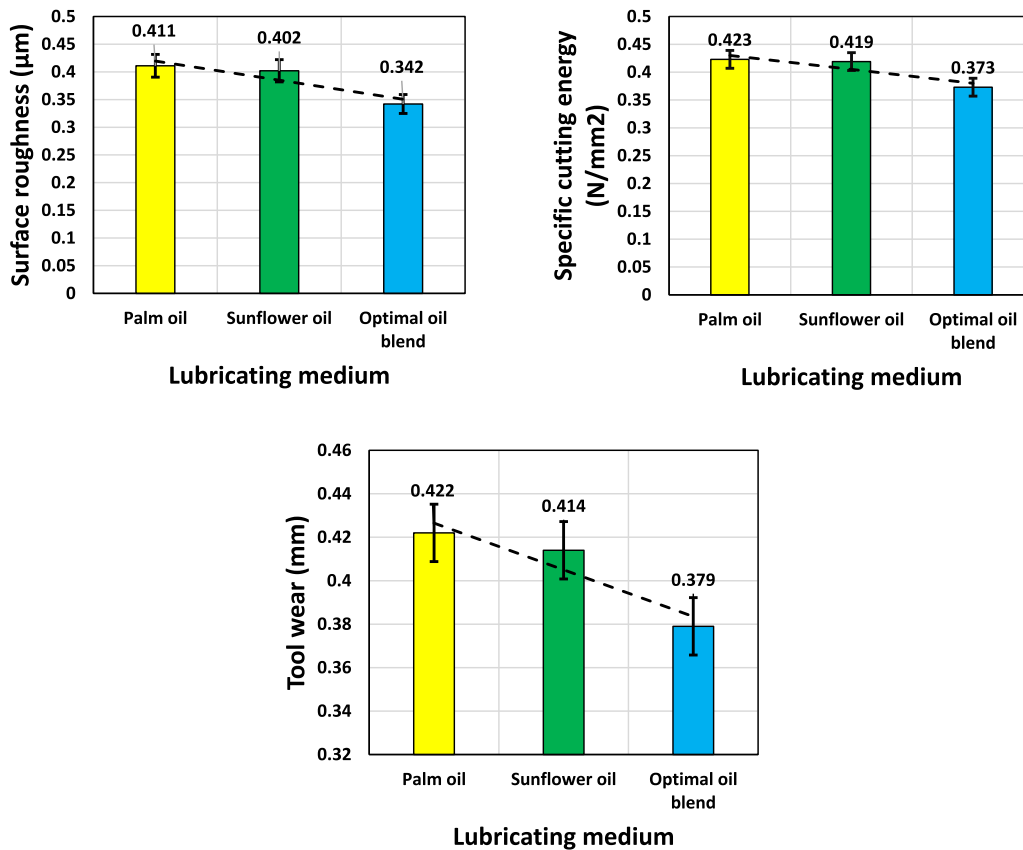 Surface roughness (μm)
0.5
0.45
0.4
0.35
0.3
0.25
0.2
0.15
0.1
0.05
0
0.411
0.402
0.342
Palm oil
Sunflower oil
Optimal oil
blend
Lubricating medium
Specific cutting energy
(N/mm2)
0.5
0.45
0.4
0.35
0.3
0.25
0.2
0.15
0.1
0.05
0
0.423
0.419
0.373
Palm oil
Sunflower oil
Optimal oil
blend
Lubricating medium
Tool wear (mm)
0.46
0.44
0.42
0.4
0.38
0.36
0.34
0.32
0.422
0.414
0.379
Palm oil
Sunflower oil
Optimal oil
blend
Lubricating medium